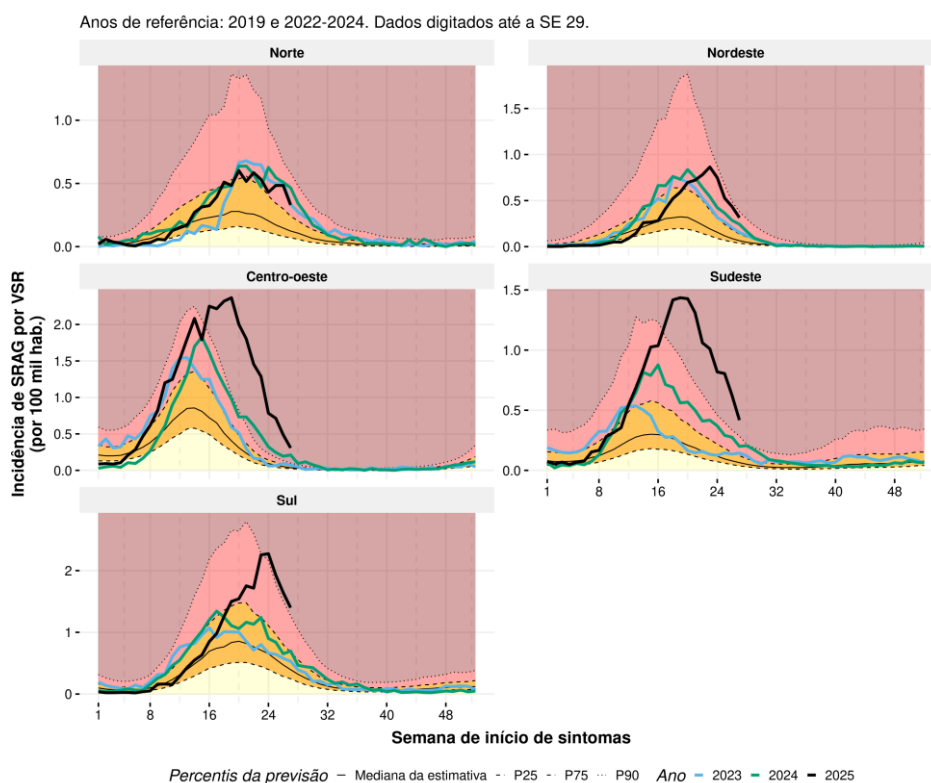 Anos de referência: 2019 e 2022-2024. Dados digitados até a SE 29.
Norte
Nordeste
1.0
0.5
0.0
1.5
1.0
0.5
0.0
Centro-oeste
Sudeste
2.0
1.5
1.0
0.5
0.0
1.5
1.0
0.5
0.0
1 8 16 24 32 40 48
Sul
2
1
0
1 8 16 24 32 40 48
Incidência de SRAG por VSR
(por 100 mil hab.)
Semana de início de sintomas
Percentis da previsão Mediana da estimativa P25 P75 P90 Ano 2023 2024 2025